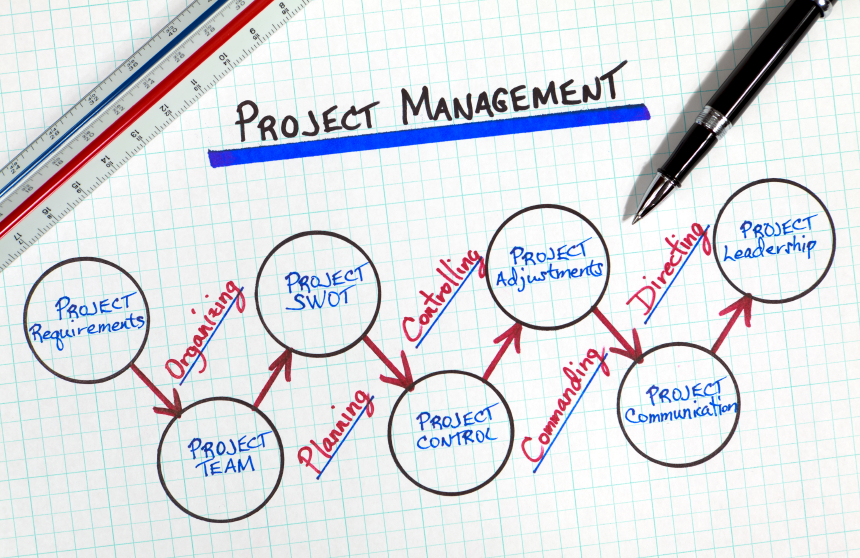 PROJECT MANAGEMENT
PROJECT
Requirements
Organizing
PROJECT
TEAM
PROJECT
SWOT
Planning
Controlling
PROJECT
CONTROL
PROJECT
Adjustments
Commanding
Directing
PROJECT
Communication
PROJECT
Leadership